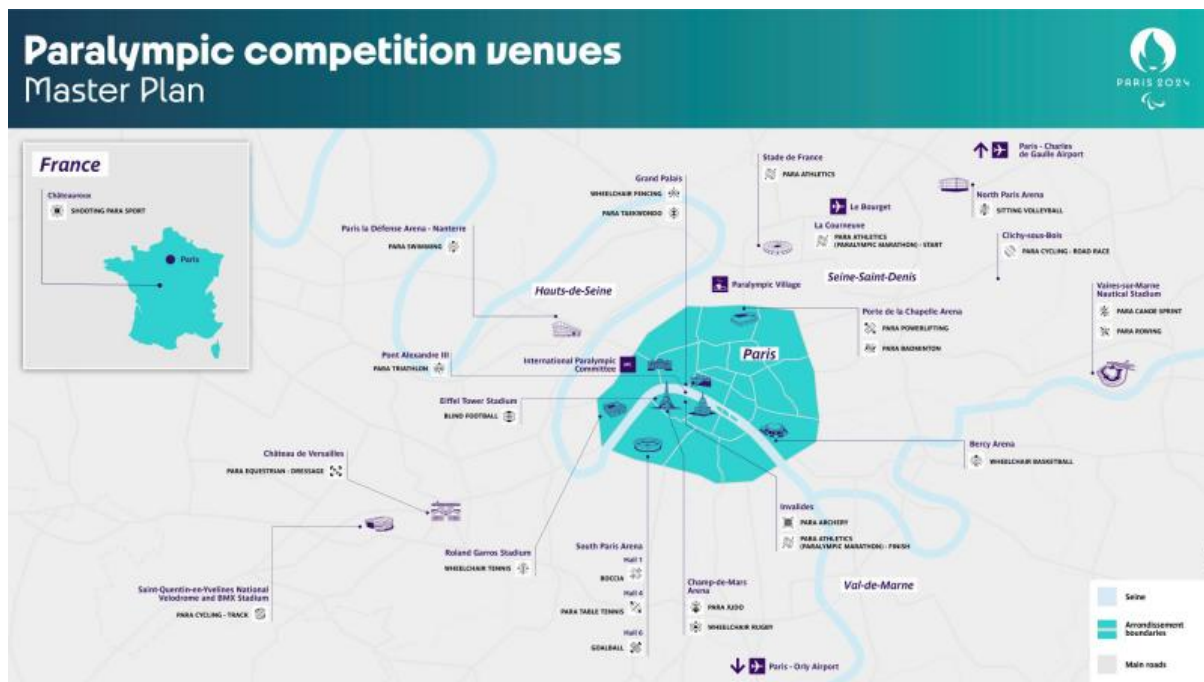 Paralympic competition venues
Master Plan
PARIS 2024
France
Châteauroux
SHOOTING PARA SPORT
Paris
Grand Palais
WHEELCHAIR FENCING
PARA TAEKWONDO
Stade de France
PARA ATHLETICS
Paris - Charles
de Gaulle Airport
Le Bourget
La Courneuve
PARA ATHLETICS
(PARALYMPIC MARATHON) - START
North Paris Arena
SITTING VOLLEYBALL
Clichy-sous-Bois
PARA CYCLING - ROAD RACE
Paris la Défense Arena - Nanterre
PARA SWIMMING
Hauts-de-Seine
Seine-Saint-Denis
Paralympic Village
Vaires-sur-Marne
Nautical Stadium
PARA CANOE SPRINT
PARA ROWING
Porte de la Chapelle Arena
PARA POWERLIFTING
PARA BADMINTON
Paris
Pont Alexandre III
PARA TRIATHLON
International Paralympic
Committee
Eiffel Tower Stadium
BLIND FOOTBALL
Bercy Arena
WHEELCHAIR BASKETBALL
Château de Versailles
PARA EQUESTRIAN - DRESSAGE
Invalides
PARA ARCHERY
PARA ATHLETICS
(PARALYMPIC MARATHON) - FINISH
Roland Garros Stadium
WHEELCHAIR TENNIS
South Paris Arena
Hall 1
BOCCIA
Hall 4
PARA TABLE TENNIS
Hall 6
GOALBALL
Champ-de-Mars
Arena
PARA JUDO
WHEELCHAIR RUGBY
Val-de-Marne
Saint-Quentin-en-Yvelines National
Velodrome and BMX Stadium
PARA CYCLING - TRACK
Paris - Orly Airport
Seine
Arrondissement
boundaries
Main roads